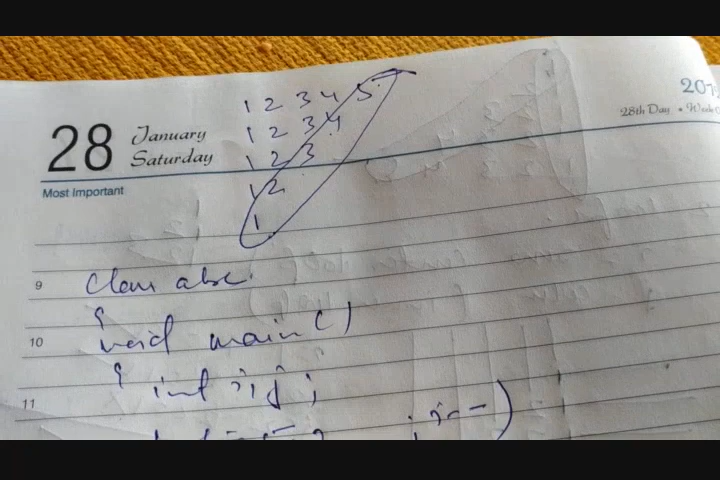 1 2 3 4 5
1 2 3 4
1 2 3
1 2
1
28 January
Saturday
28th Day • Week
Most Important
9 Class abc
{
10 void main()
{
int i, j ;
11